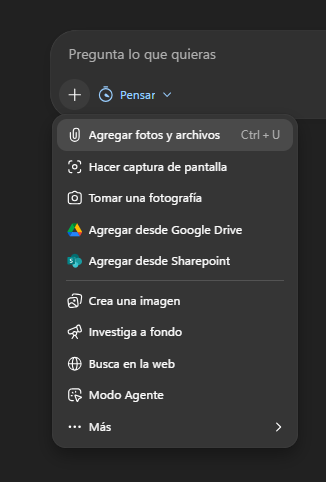 Pregunta lo que quieras
Pensar
Agregar fotos y archivos Ctrl + U
Hacer captura de pantalla
Tomar una fotografía
Agregar desde Google Drive
Agregar desde Sharepoint
Crea una imagen
Investiga a fondo
Busca en la web
Modo Agente
Más